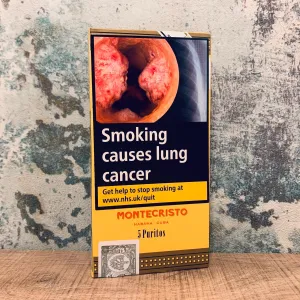 Smoking
causes lung
cancer
Get help to stop smoking at
www.nhs.uk/quit
MONTECRISTO
HABANA CUBA
5 Puritos